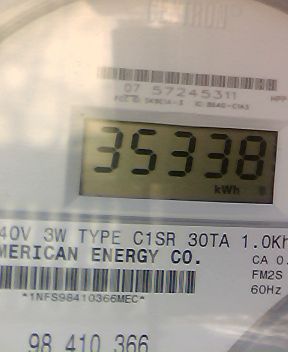 CENTRON®
07 57245311
35338
kWh
40V 3W TYPE C1SR 30TA 1.0Kh
MERICAN ENERGY CO.
CA 0.
*1NFS98410366MEC*
FM2S
60Hz
98 410 366